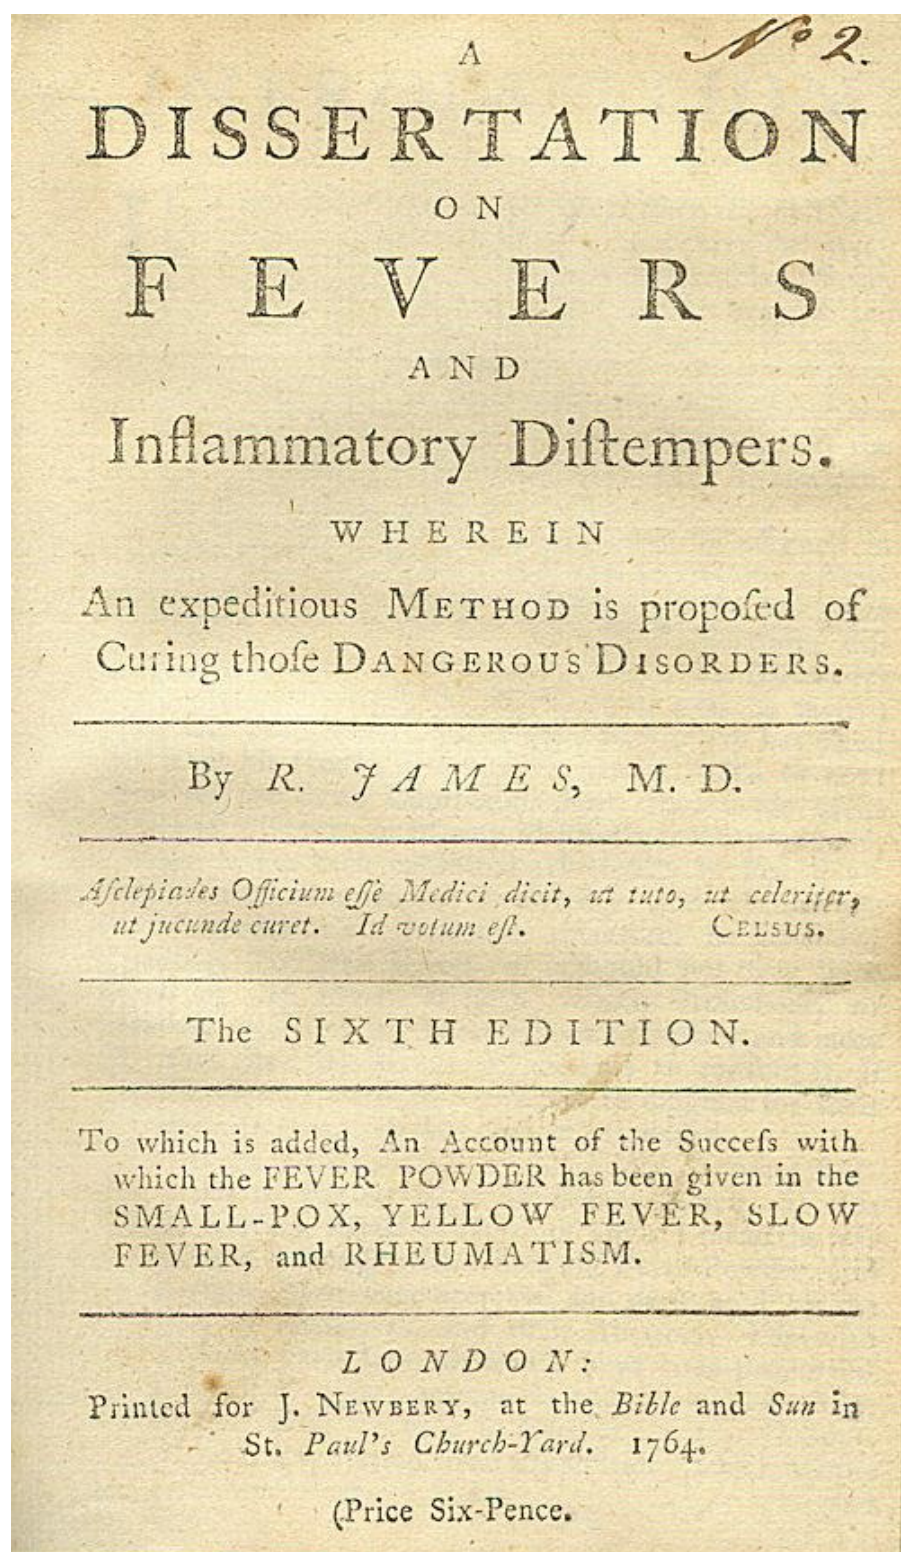 Nº 2.
A
DISSERTATION
ON
FEVERS
AND
Inflammatory Diſtempers.
WHEREIN
An expeditious METHOD is propoſed of
Curing thoſe DANGEROUS DISORDERS.
By R. JAMES, M. D.
Aſclepiades Officium eſſe Medici dicit, ut tuto, ut celeriter,
ut jucunde curet. Id votum eſt. CELSUS.
The SIXTH EDITION.
To which is added, An Account of the Succeſs with
which the FEVER POWDER has been given in the
SMALL-POX, YELLOW FEVER, SLOW
FEVER, and RHEUMATISM.
LONDON:
Printed for J. NEWBERY, at the Bible and Sun in
St. Paul's Church-Yard. 1764.
(Price Six-Pence.